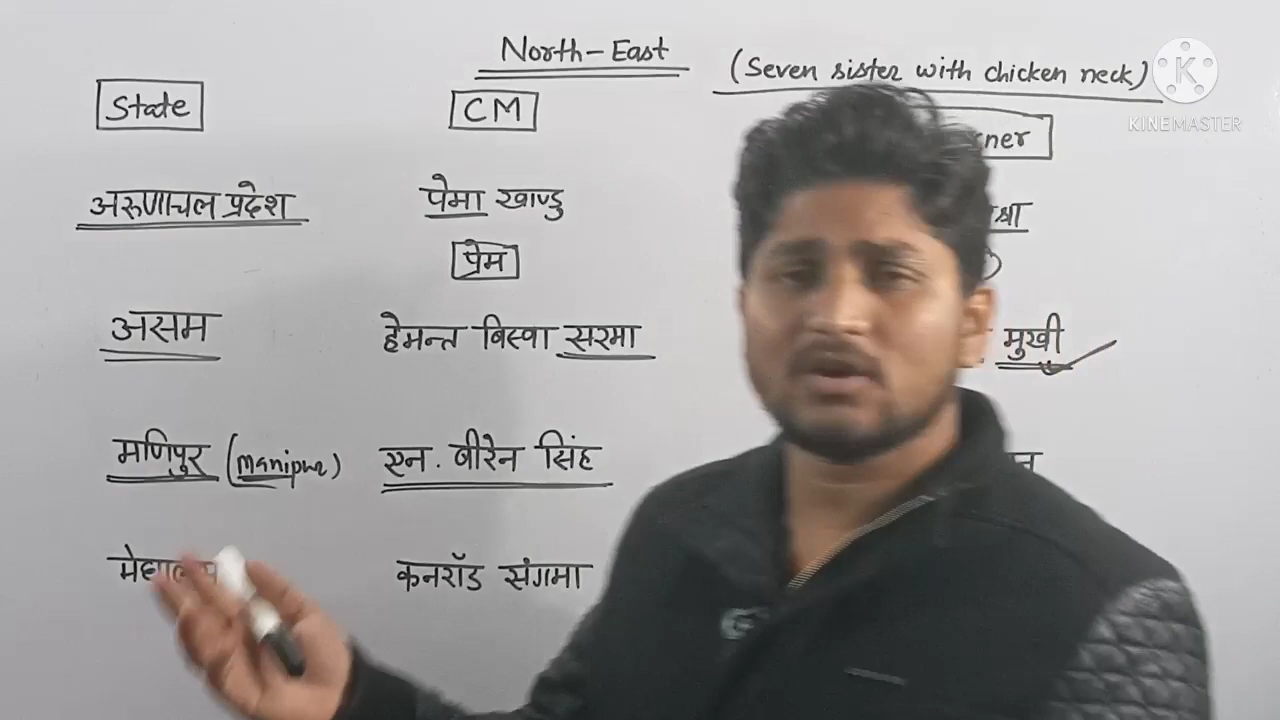 North-East
(Seven sister with chicken neck)
K
KINEMASTER
State
CM
अरुणाचल प्रदेश
पेमा खाण्डु
प्रेम
असम
हेमन्त बिस्वा सरमा
मुखी
मणिपुर (manipur)
एन. बीरेन सिंह
कनरॉड संगमा